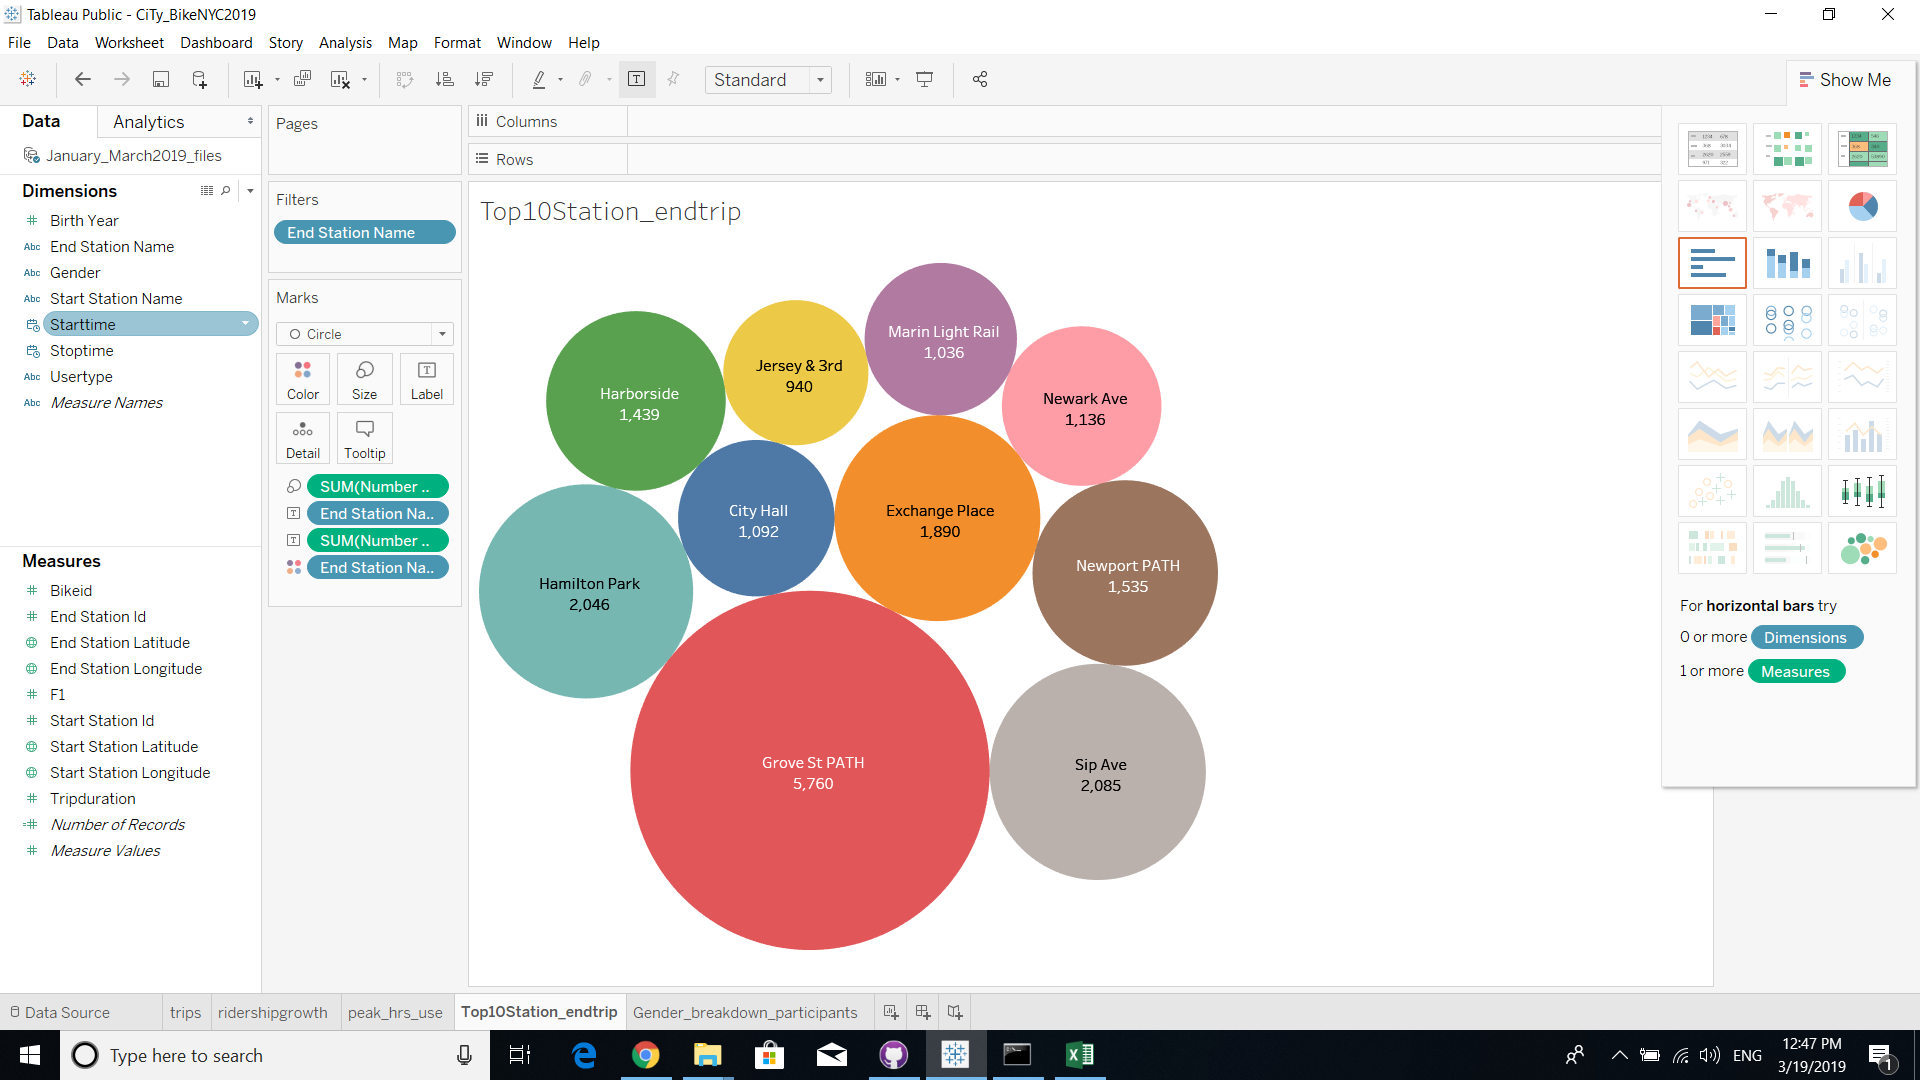 Tableau Public - CiTy_BikeNYC2019
File Data Worksheet Dashboard Story Analysis Map Format Window Help
Standard
Show Me
Data
Analytics
January_March2019_files
Dimensions
Birth Year
Abc End Station Name
Abc Gender
Abc Start Station Name
Starttime
Stoptime
Abc Usertype
Abc Measure Names
Measures
Bikeid
End Station Id
End Station Latitude
End Station Longitude
F1
Start Station Id
Start Station Latitude
Start Station Longitude
Tripduration
Number of Records
Measure Values
Pages
Filters
End Station Name
Marks
Circle
Color
Size
Label
Detail
Tooltip
SUM(Number ..
End Station Na..
SUM(Number ..
End Station Na..
Columns
Rows
Top10Station_endtrip
Marin Light Rail
1,036
Jersey & 3rd
940
Harborside
1,439
Newark Ave
1,136
City Hall
1,092
Exchange Place
1,890
Hamilton Park
2,046
Newport PATH
1,535
Grove St PATH
5,760
Sip Ave
2,085
For horizontal bars try
0 or more Dimensions
1 or more Measures
Data Source
trips
ridershipgrowth
peak_hrs_use
Top10Station_endtrip
Gender_breakdown_participants
Type here to search
ENG
12:47 PM
3/19/2019
1